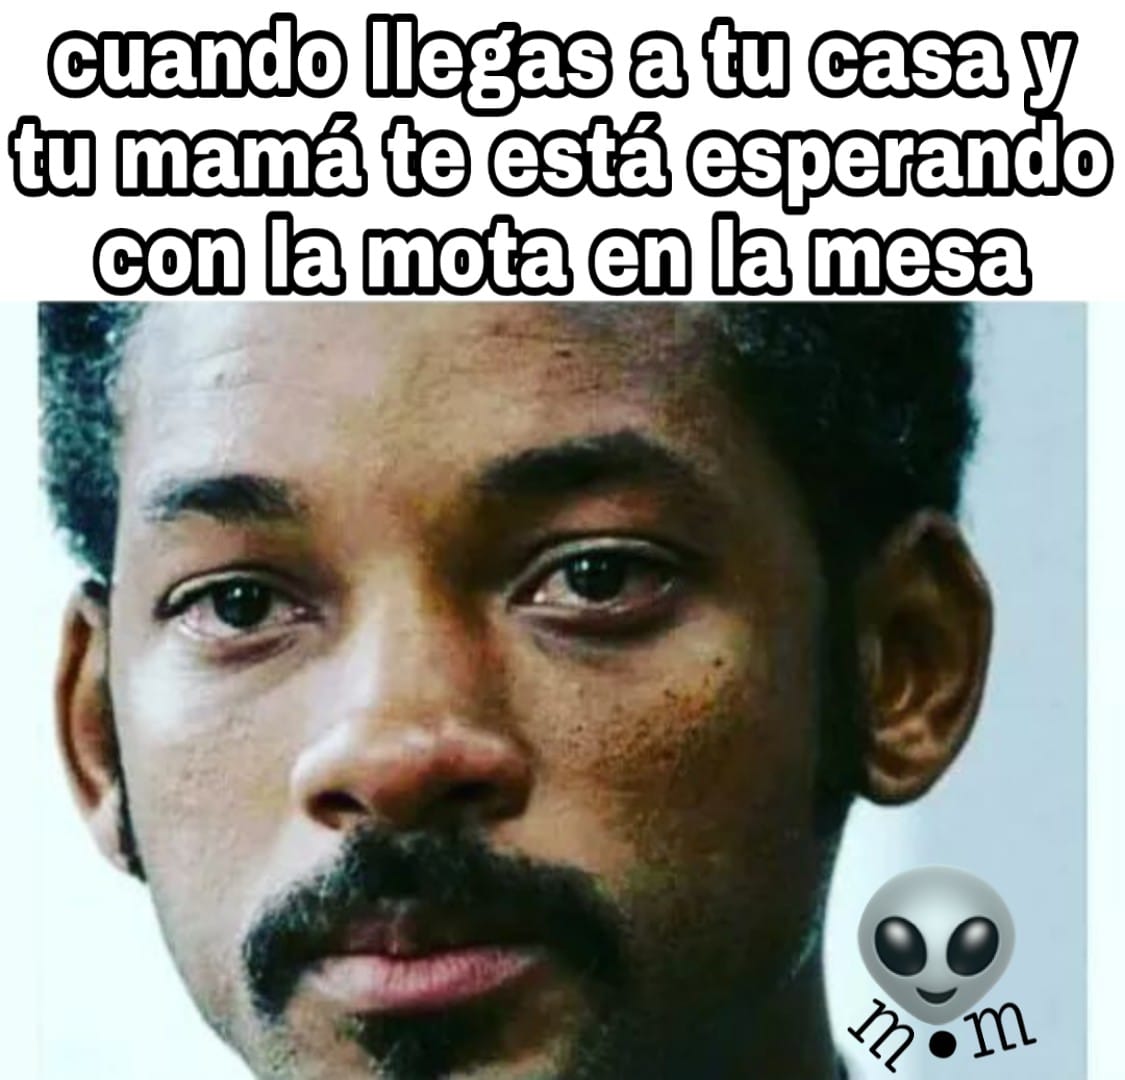 cuando llegas a tu casa y
tu mamá te está esperando
con la mota en la mesa
m•m